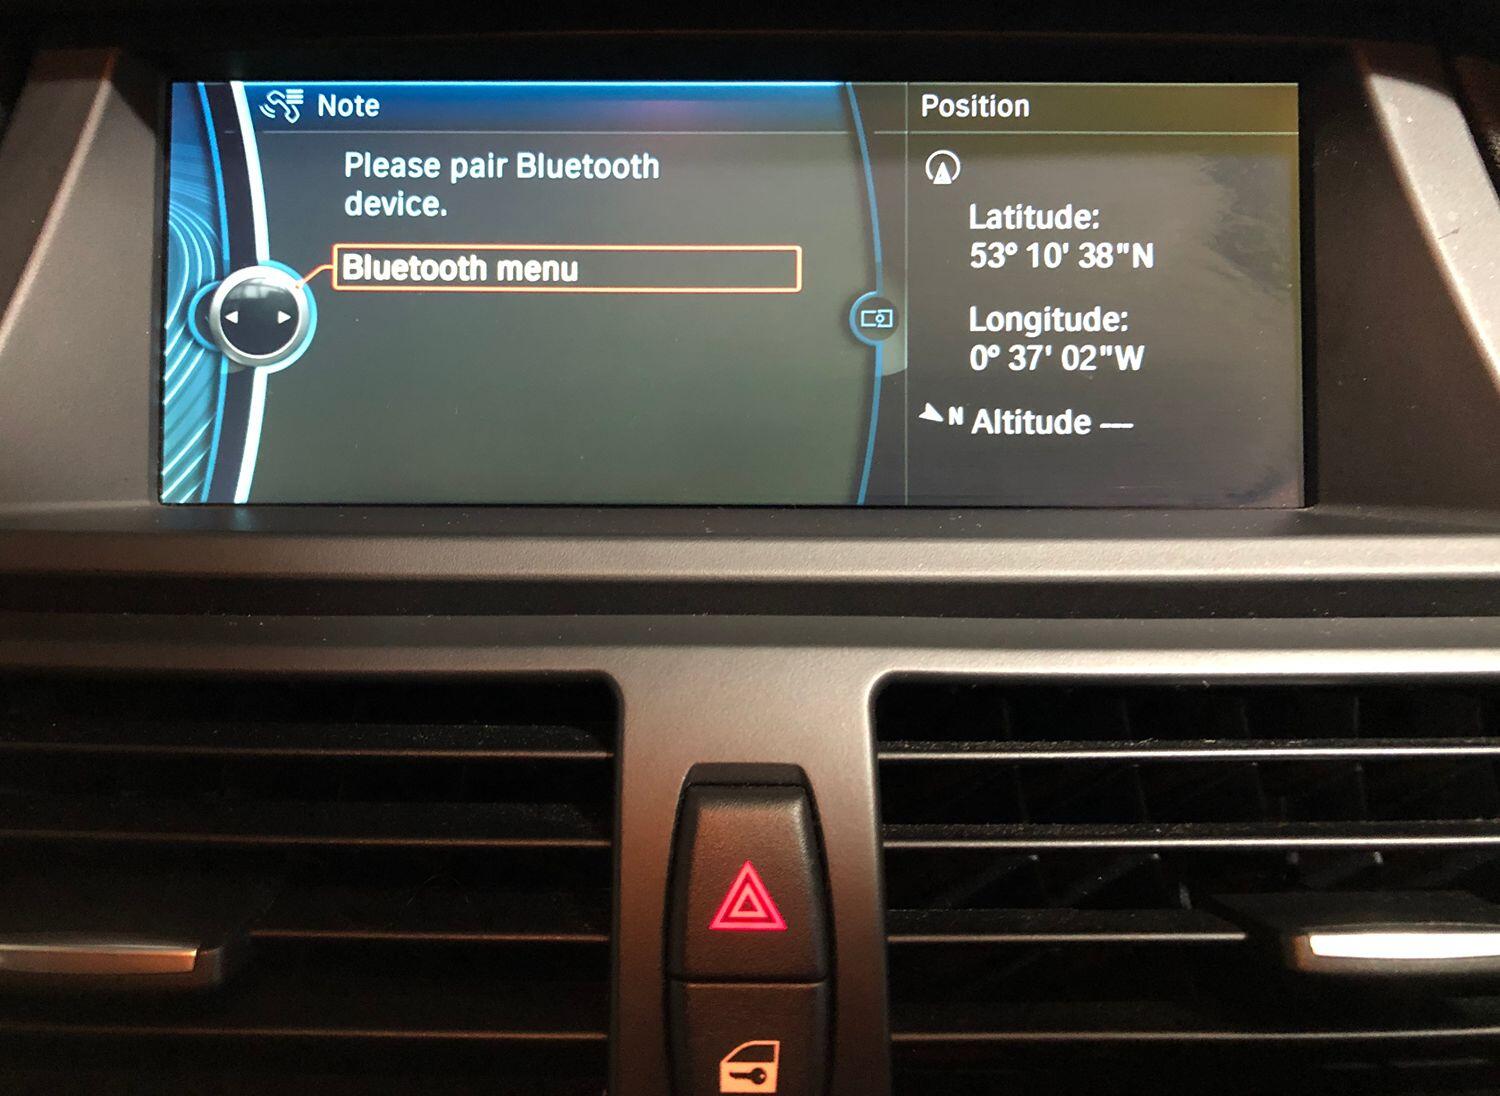 Note
Please pair Bluetooth
device.
Bluetooth menu
Position
Latitude:
53° 10' 38"N
Longitude:
0° 37' 02"W
N Altitude ---